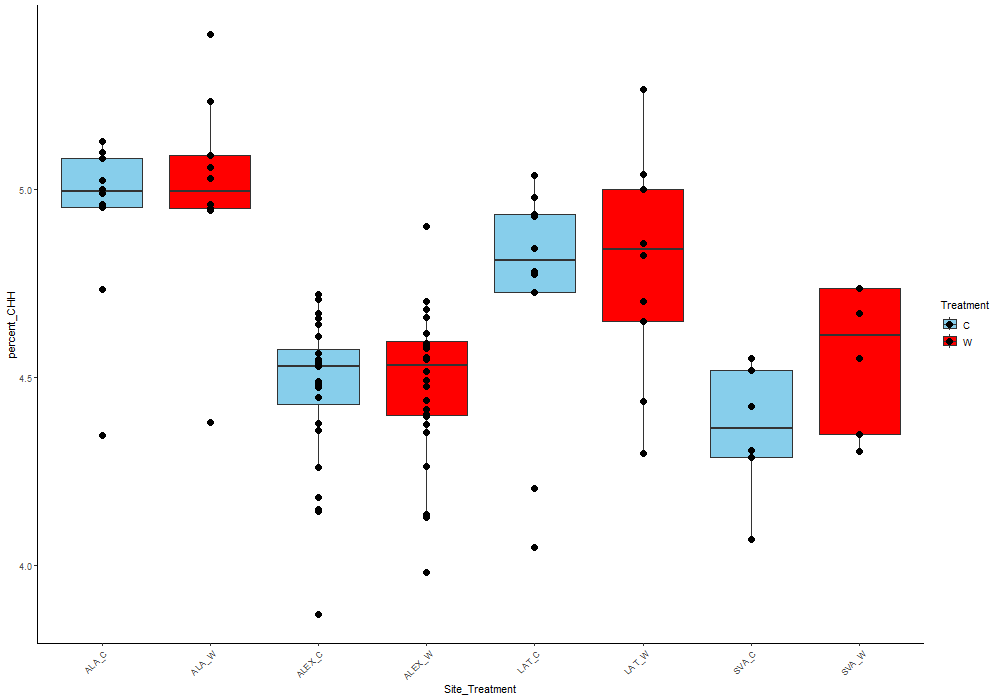 percent_CHH
5.0
4.5
4.0
ALA_C
ALA_W
ALEX_C
ALEX_W
LAT_C
LAT_W
SVA_C
SVA_W
Site_Treatment
Treatment
C
W